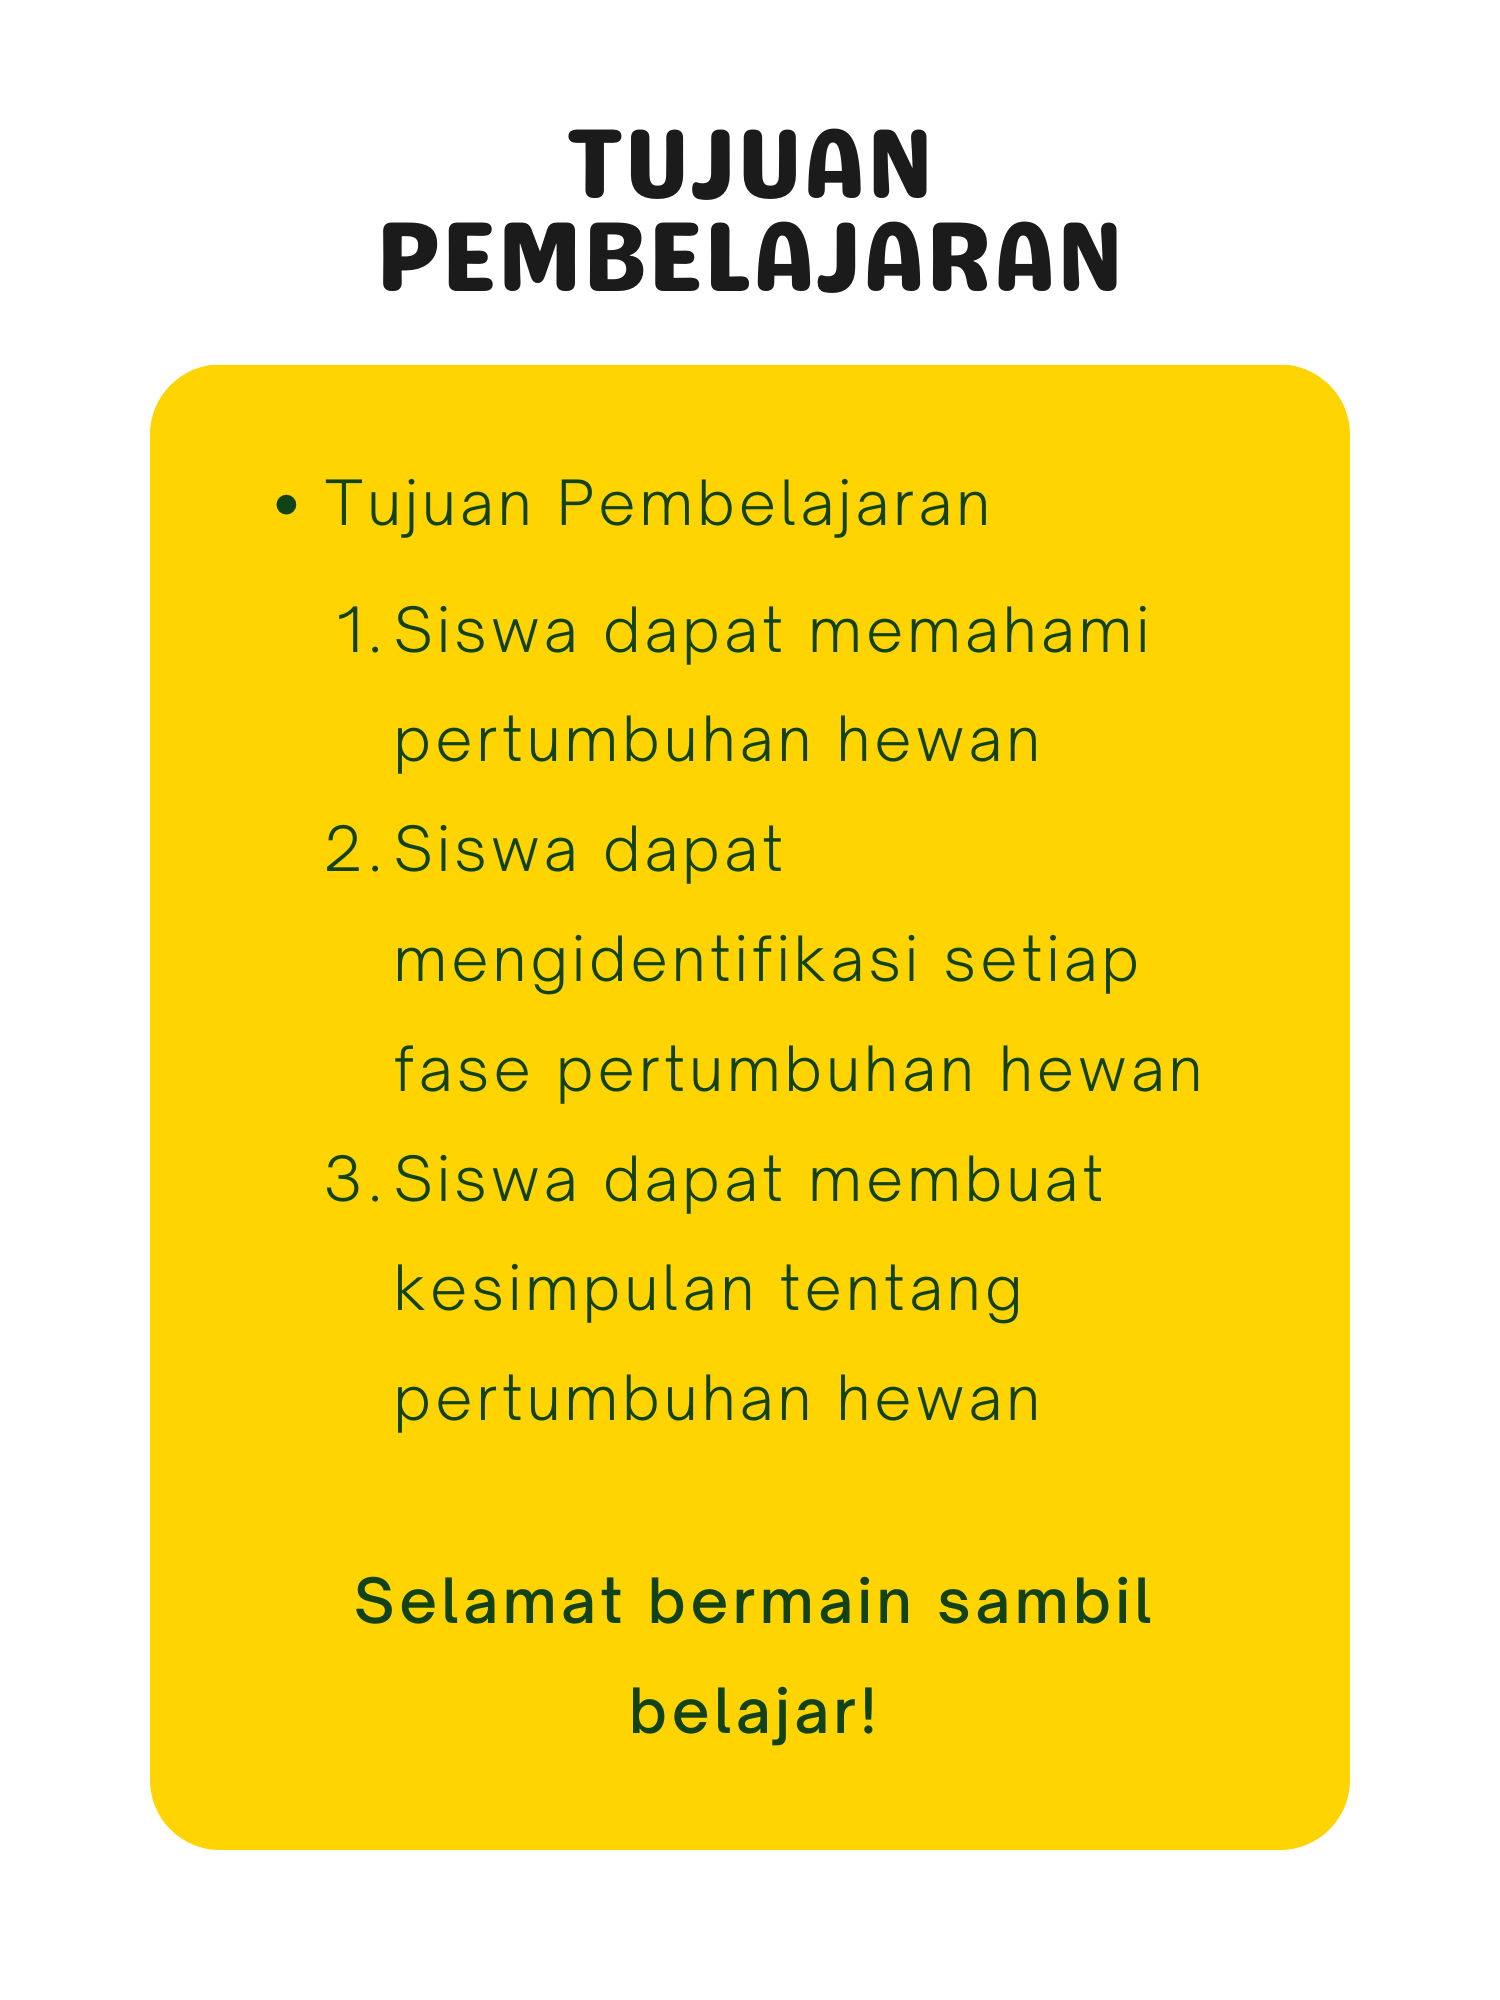 TUJUAN
PEMBELAJARAN
• Tujuan Pembelajaran
1. Siswa dapat memahami
pertumbuhan hewan
2. Siswa dapat
mengidentifikasi setiap
fase pertumbuhan hewan
3. Siswa dapat membuat
kesimpulan tentang
pertumbuhan hewan
Selamat bermain sambil
belajar!